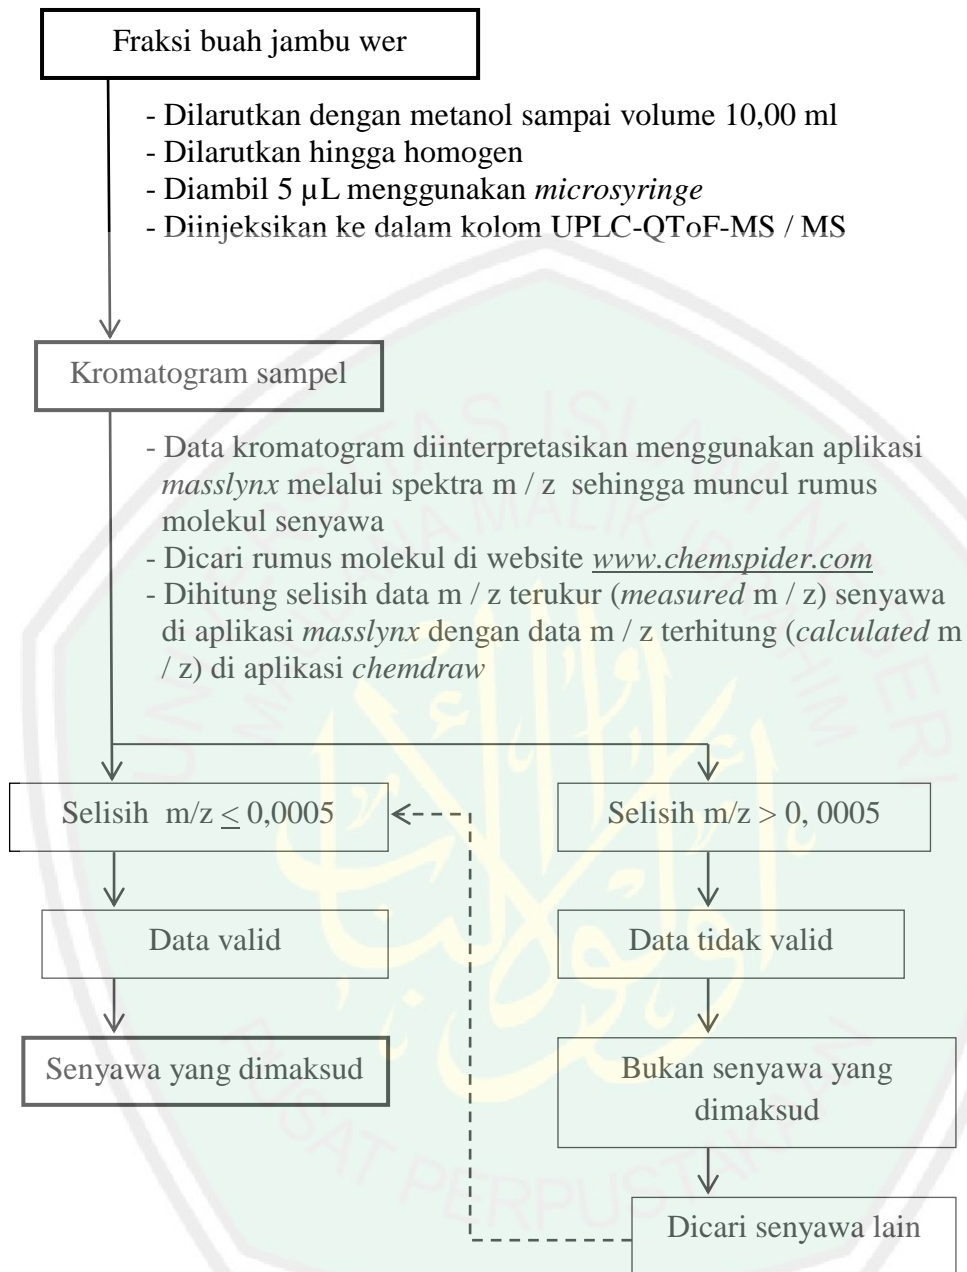 Fraksi buah jambu wer
- Dilarutkan dengan metanol sampai volume 10,00 ml
- Dilarutkan hingga homogen
- Diambil 5 µL menggunakan microsyringe
- Diinjeksikan ke dalam kolom UPLC-QToF-MS / MS
Kromatogram sampel
- Data kromatogram diinterpretasikan menggunakan aplikasi
masslynx melalui spektra m / z sehingga muncul rumus
molekul senyawa
- Dicari rumus molekul di website www.chemspider.com
- Dihitung selisih data m / z terukur (measured m / z) senyawa
di aplikasi masslynx dengan data m / z terhitung (calculated m
/ z) di aplikasi chemdraw
Selisih m/z ≤ 0,0005
Selisih m/z > 0, 0005
Data valid
Data tidak valid
Senyawa yang dimaksud
Bukan senyawa yang
dimaksud
Dicari senyawa lain
PUSAT PERPUSTAKAAN